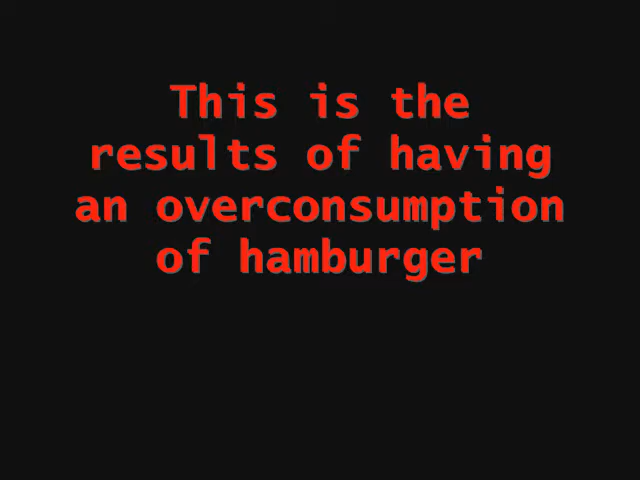 This is the
results of having
an overconsumption
of hamburger